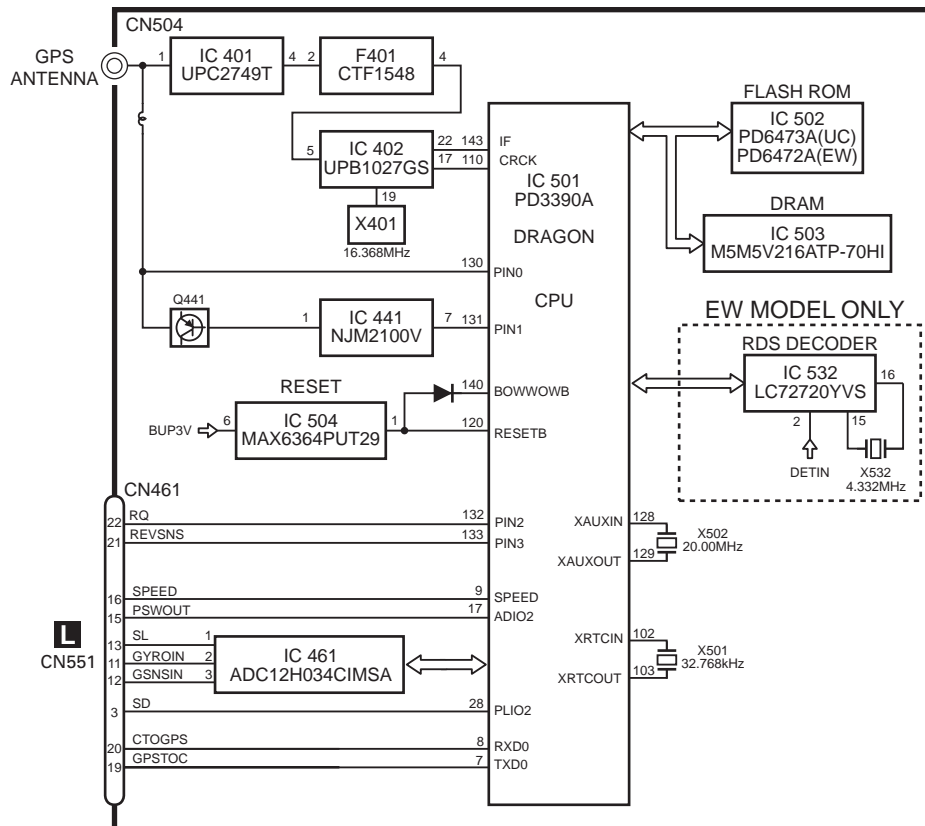 CN504
GPS
ANTENNA
1
IC 401
UPC2749T
4
2
F401
CTF1548
4
5
IC 402
UPB1027GS
22
143
IF
17
110
CRCK
19
X401
16.368MHz
IC 501
PD3390A
DRAGON
CPU
FLASH ROM
IC 502
PD6473A(UC)
PD6472A(EW)
DRAM
IC 503
M5M5V216ATP-70HI
130
PIN0
Q441
1
IC 441
NJM2100V
7
131
PIN1
EW MODEL ONLY
RDS DECODER
IC 532
LC72720YVS
16
2
15
DETIN
X532
4.332MHz
RESET
BUP3V
6
IC 504
MAX6364PUT29
1
140
BOWWOWB
120
RESETB
CN461
22
RQ
132
PIN2
21
REVSNS
133
PIN3
XAUXIN
128
XAUXOUT
129
X502
20.00MHz
16
SPEED
9
SPEED
15
PSWOUT
17
ADIO2
L
CN551
13
SL
1
11
GYROIN
2
12
GSNSIN
3
IC 461
ADC12H034CIMSA
XRTCIN
102
XRTCOUT
103
X501
32.768kHz
3
SD
28
PLIO2
20
CTOGPS
8
RXD0
19
GPSTOC
7
TXD0